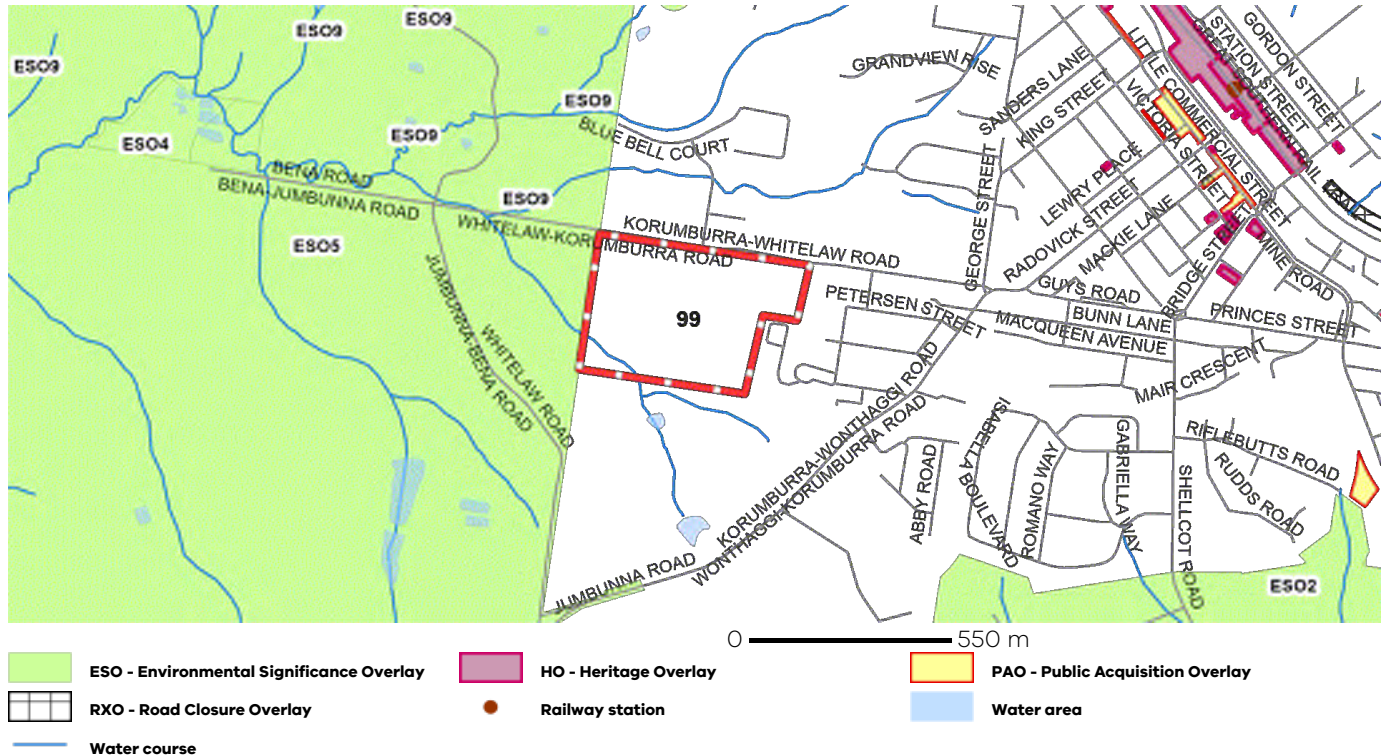 ESO9
ESO9
ESO9
ESO9
ESO9
ESO4
ESO5
ESO2
BENA ROAD
BENA-JUMBUNNA ROAD
BLUE BELL COURT
WHITELAW-KORUMBURRA ROAD
KORUMBURRA-WHITELAW ROAD
JUMBUNNA-BENA ROAD
WHITELAW ROAD
99
GRANDVIEW RISE
SANDERS LANE
KING STREET
GEORGE STREET
LEWRY PLACE
RADOVICK STREET
MACKIE LANE
VICTORIA STREET
LITTLE COMMERCIAL STREET
STATION STREET
GORDON STREET
GREAT SOUTHERN RAIL TRAIL
BRIDGE STREET
MINE ROAD
GUYS ROAD
BUNN LANE
PRINCES STREET
PETERSEN STREET
MACQUEEN AVENUE
MAIR CRESCENT
KORUMBURRA-WONTHAGGI ROAD
WONTHAGGI-KORUMBURRA ROAD
JUMBUNNA ROAD
ABBY ROAD
ISABELLA BOULEVARD
ROMANO WAY
GABRIELLA WAY
SHELLCOT ROAD
RIFLEBUTTS ROAD
RUDDS ROAD
0 550 m
ESO - Environmental Significance Overlay
HO - Heritage Overlay
PAO - Public Acquisition Overlay
RXO - Road Closure Overlay
Railway station
Water area
Water course